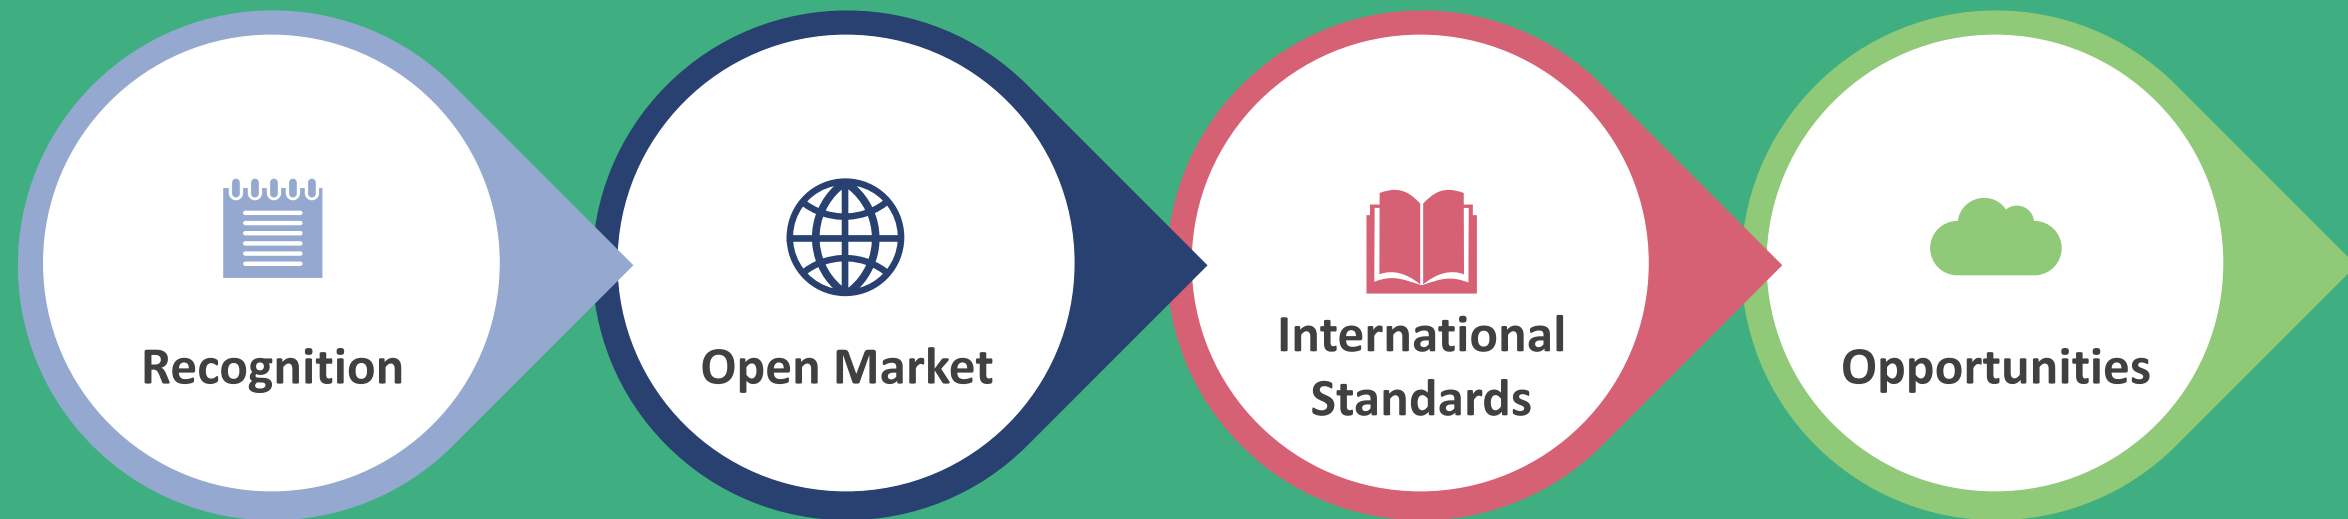 Recognition
Open Market
International
Standards
Opportunities